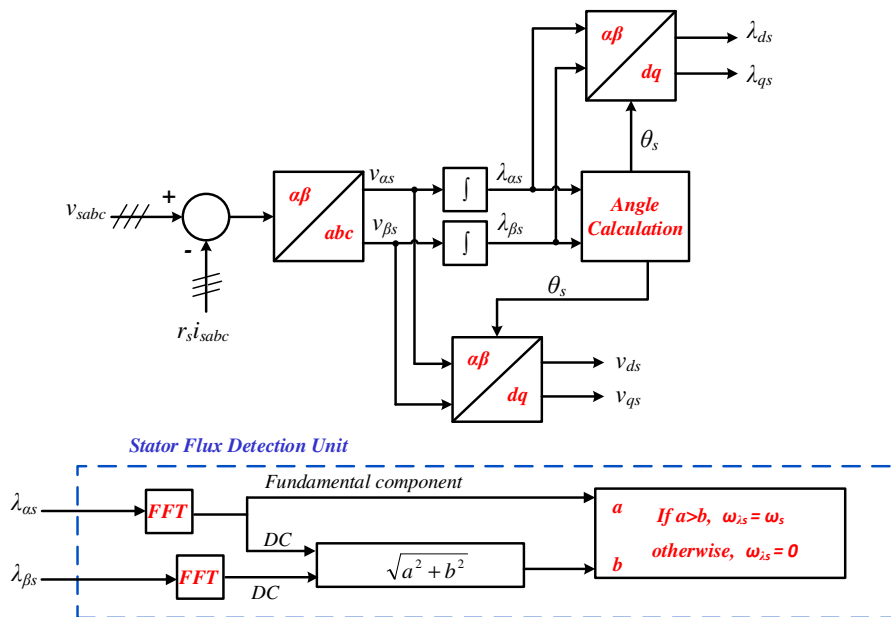 αβ
dq
λds
λqs
θs
vsabc
+
-
rsisabc
αβ
abc
vαs
vβs
∫
∫
λαs
λβs
Angle
Calculation
θs
αβ
dq
vds
vqs
Stator Flux Detection Unit
λαs
FFT
Fundamental component
DC
λβs
FFT
DC
√a² + b²
a
If a>b, ωλs = ωs
otherwise, ωλs = 0
b